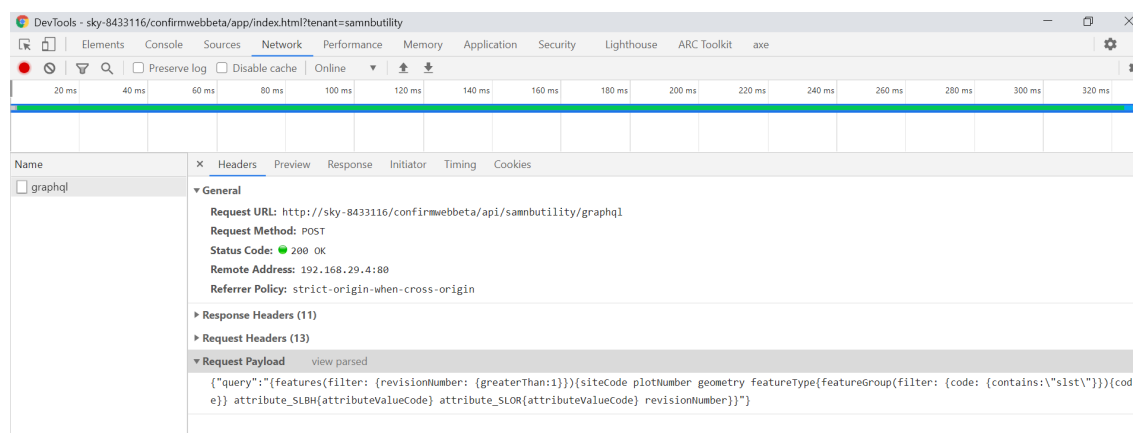 DevTools - sky-8433116/confirmwebbeta/app/index.html?tenant=samnbutility
Elements Console Sources Network Performance Memory Application Security Lighthouse ARC Toolkit axe
Preserve log Disable cache Online
20 ms 40 ms 60 ms 80 ms 100 ms 120 ms 140 ms 160 ms 180 ms 200 ms 220 ms 240 ms 260 ms 280 ms 300 ms 320 ms
Name × Headers Preview Response Initiator Timing Cookies
graphql
General
Request URL: http://sky-8433116/confirmwebbeta/api/samnbutility/graphql
Request Method: POST
Status Code: 200 OK
Remote Address: 192.168.29.4:80
Referrer Policy: strict-origin-when-cross-origin
Response Headers (11)
Request Headers (13)
Request Payload view parsed
{"query":"{features(filter: {revisionNumber: {greaterThan:1}}){siteCode plotNumber geometry featureType{featureGroup(filter: {code: {contains:\"slst\"}}){cod
e}} attribute_SLBH{attributeValueCode} attribute_SLOR{attributeValueCode} revisionNumber}}"}